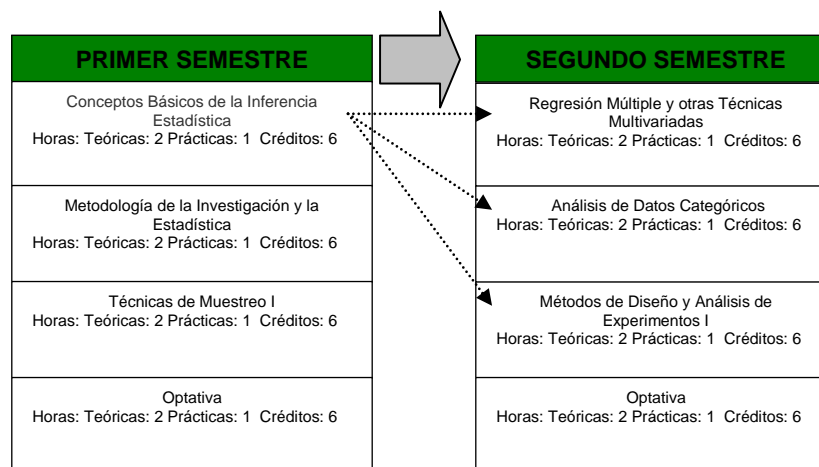 PRIMER SEMESTRE
Conceptos Básicos de la Inferencia
Estadística
Horas: Teóricas: 2 Prácticas: 1  Créditos: 6
Metodología de la Investigación y la
Estadística
Horas: Teóricas: 2 Prácticas: 1  Créditos: 6
Técnicas de Muestreo I
Horas: Teóricas: 2 Prácticas: 1  Créditos: 6
Optativa
Horas: Teóricas: 2 Prácticas: 1  Créditos: 6
SEGUNDO SEMESTRE
Regresión Múltiple y otras Técnicas
Multivariadas
Horas: Teóricas: 2 Prácticas: 1  Créditos: 6
Análisis de Datos Categóricos
Horas: Teóricas: 2 Prácticas: 1  Créditos: 6
Métodos de Diseño y Análisis de
Experimentos I
Horas: Teóricas: 2 Prácticas: 1  Créditos: 6
Optativa
Horas: Teóricas: 2 Prácticas: 1  Créditos: 6